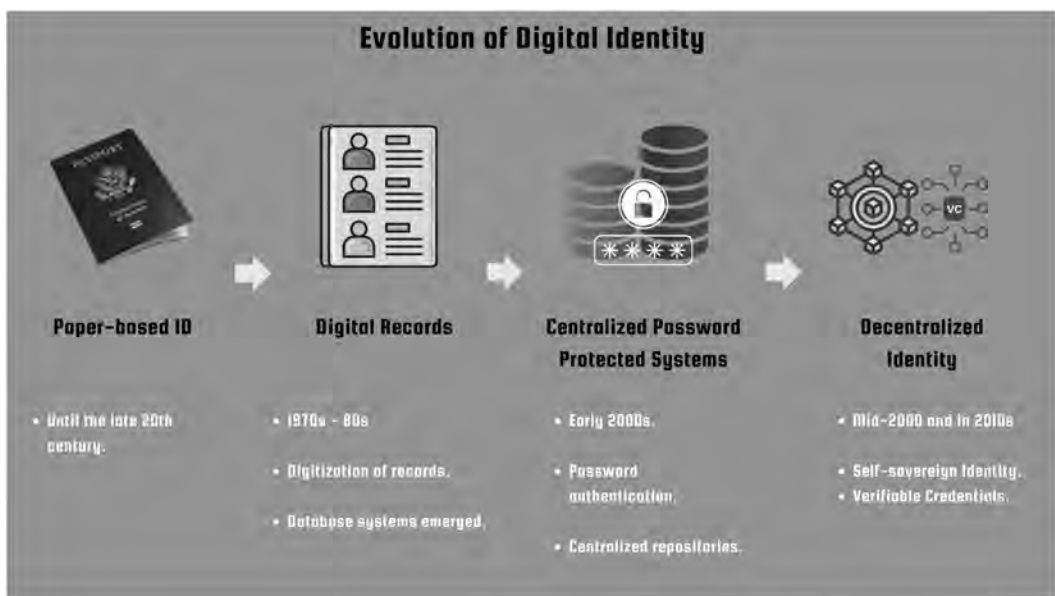 Evolution of Digital Identity
PASSPORT
VC
****
Paper-based ID
Digital Records
Centralized Password
Protected Systems
Decentralized
Identity
• Until the late 20th
century.
• 1970s - 80s
• Digitization of records.
• Database systems emerged.
• Early 2000s.
• Password
authentication.
• Centralized repositories.
• Mid-2000 and in 2010s
• Self-sovereign Identity.
• Verifiable Credentials.